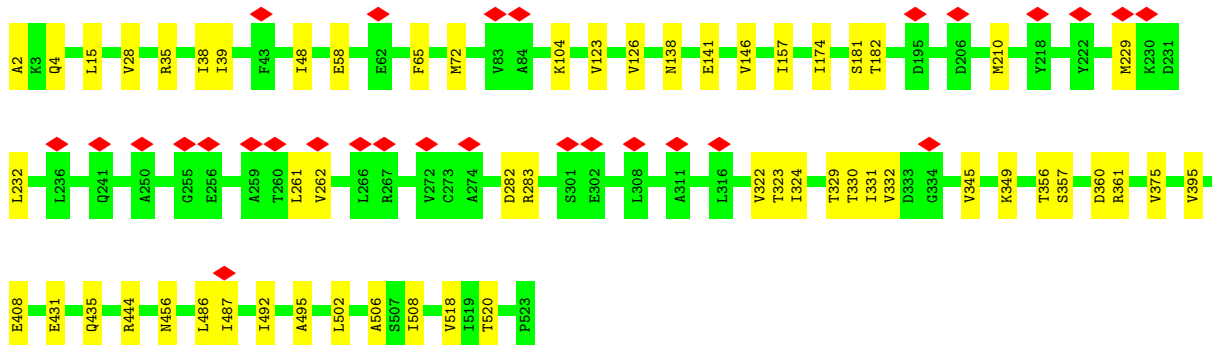 A2 K3 Q4 L15 V28 R35 I38 I39 F43 I48 E58 E62 F65 M72 V83 A84 K104 V123 V126 N138 E141 V146 I157 I174 S181 T182 D195 D206 M210 Y218 Y222 M229 K230 D231
L232 L236 Q241 A250 G255 E256 A259 T260 L261 V262 L266 R267 V272 C273 A274 D282 R283 S301 E302 L308 A311 L316 V322 T323 I324 T329 T330 I331 V332 D333 G334 V345 K349 T356 S357 D360 R361 V375 V395
E408 E431 Q435 R444 N456 L486 I487 I492 A495 L502 A506 S507 I508 V518 I519 T520 P523